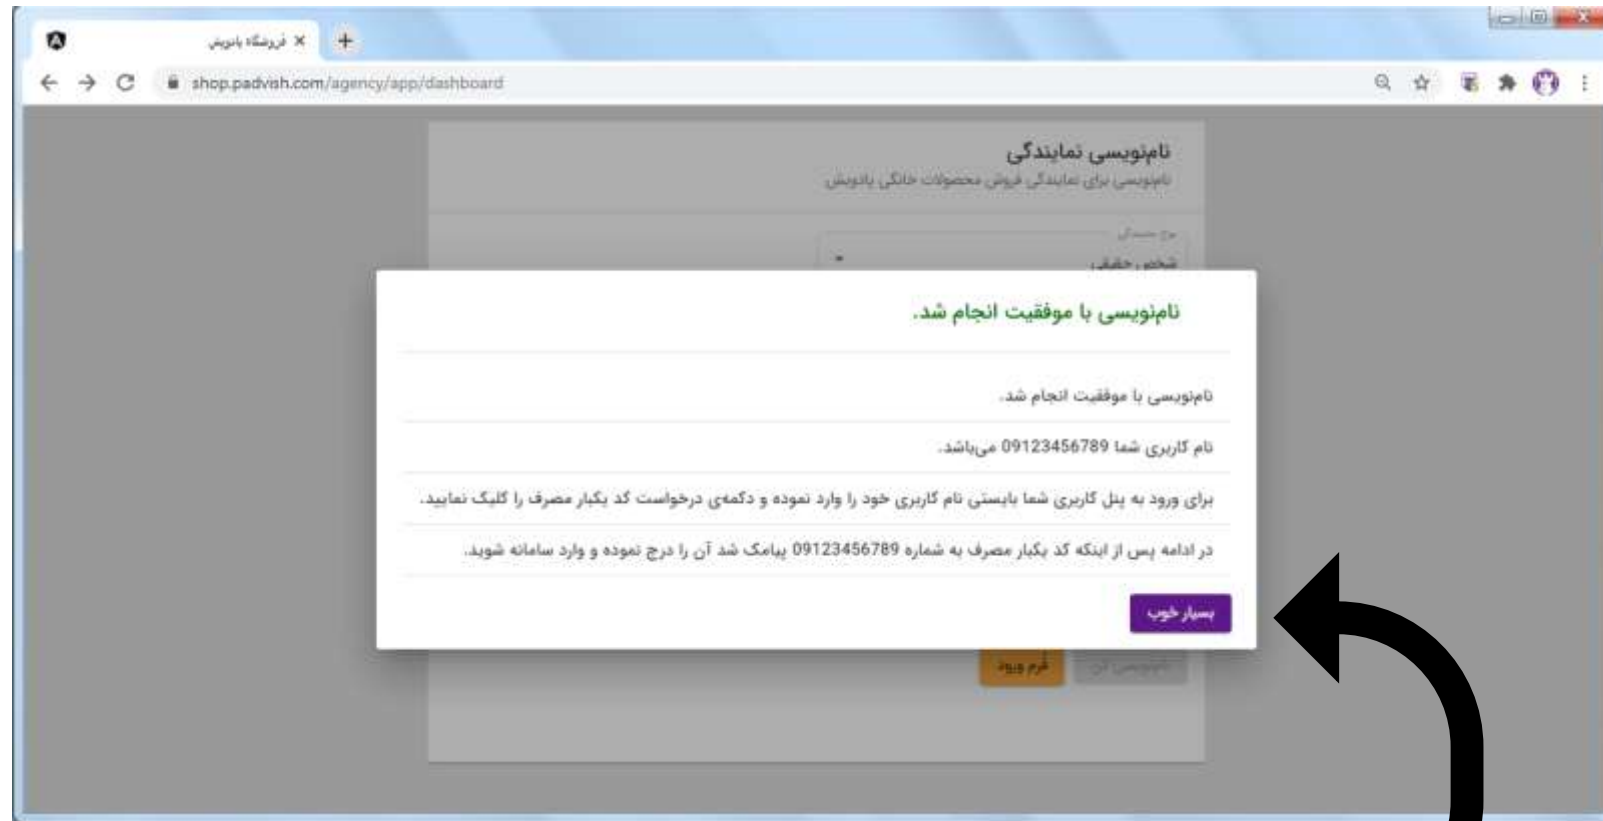 فروشگاه پادویش
shop.padvish.com/agency/app/dashboard
نام‌نویسی نمایندگی
نام‌نویسی برای نمایندگی فروش محصولات خانگی پادویش
شخص حقیقی
نام‌نویسی با موفقیت انجام شد.
نام‌نویسی با موفقیت انجام شد.
نام کاربری شما 09123456789 می‌باشد.
برای ورود به پنل کاربری شما بایستی نام کاربری خود را وارد نموده و دکمه‌ی درخواست کد یکبار مصرف را کلیک نمایید.
در ادامه پس از اینکه کد یکبار مصرف به شماره 09123456789 پیامک شد آن را درج نموده و وارد سامانه شوید.
بسیار خوب
فرم ورود